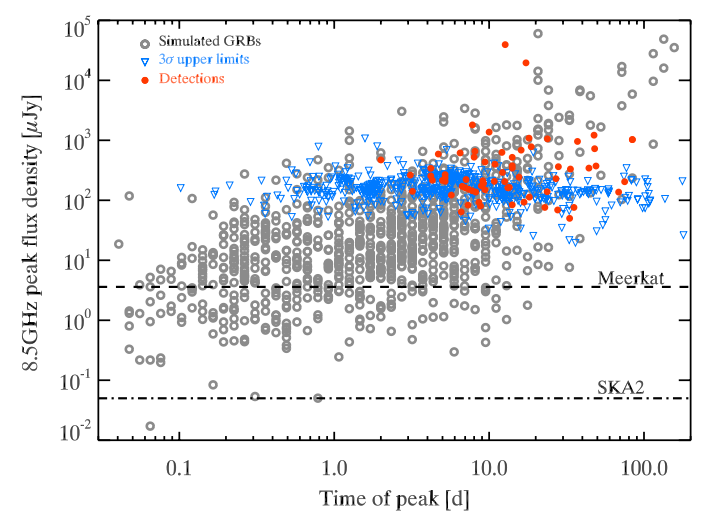 10^5
10^4
10^3
10^2
10^1
10^0
10^-1
10^-2
8.5GHz peak flux density [μJy]
Simulated GRBs
3σ upper limits
Detections
Meerkat
SKA2
0.1 1.0 10.0 100.0
Time of peak [d]